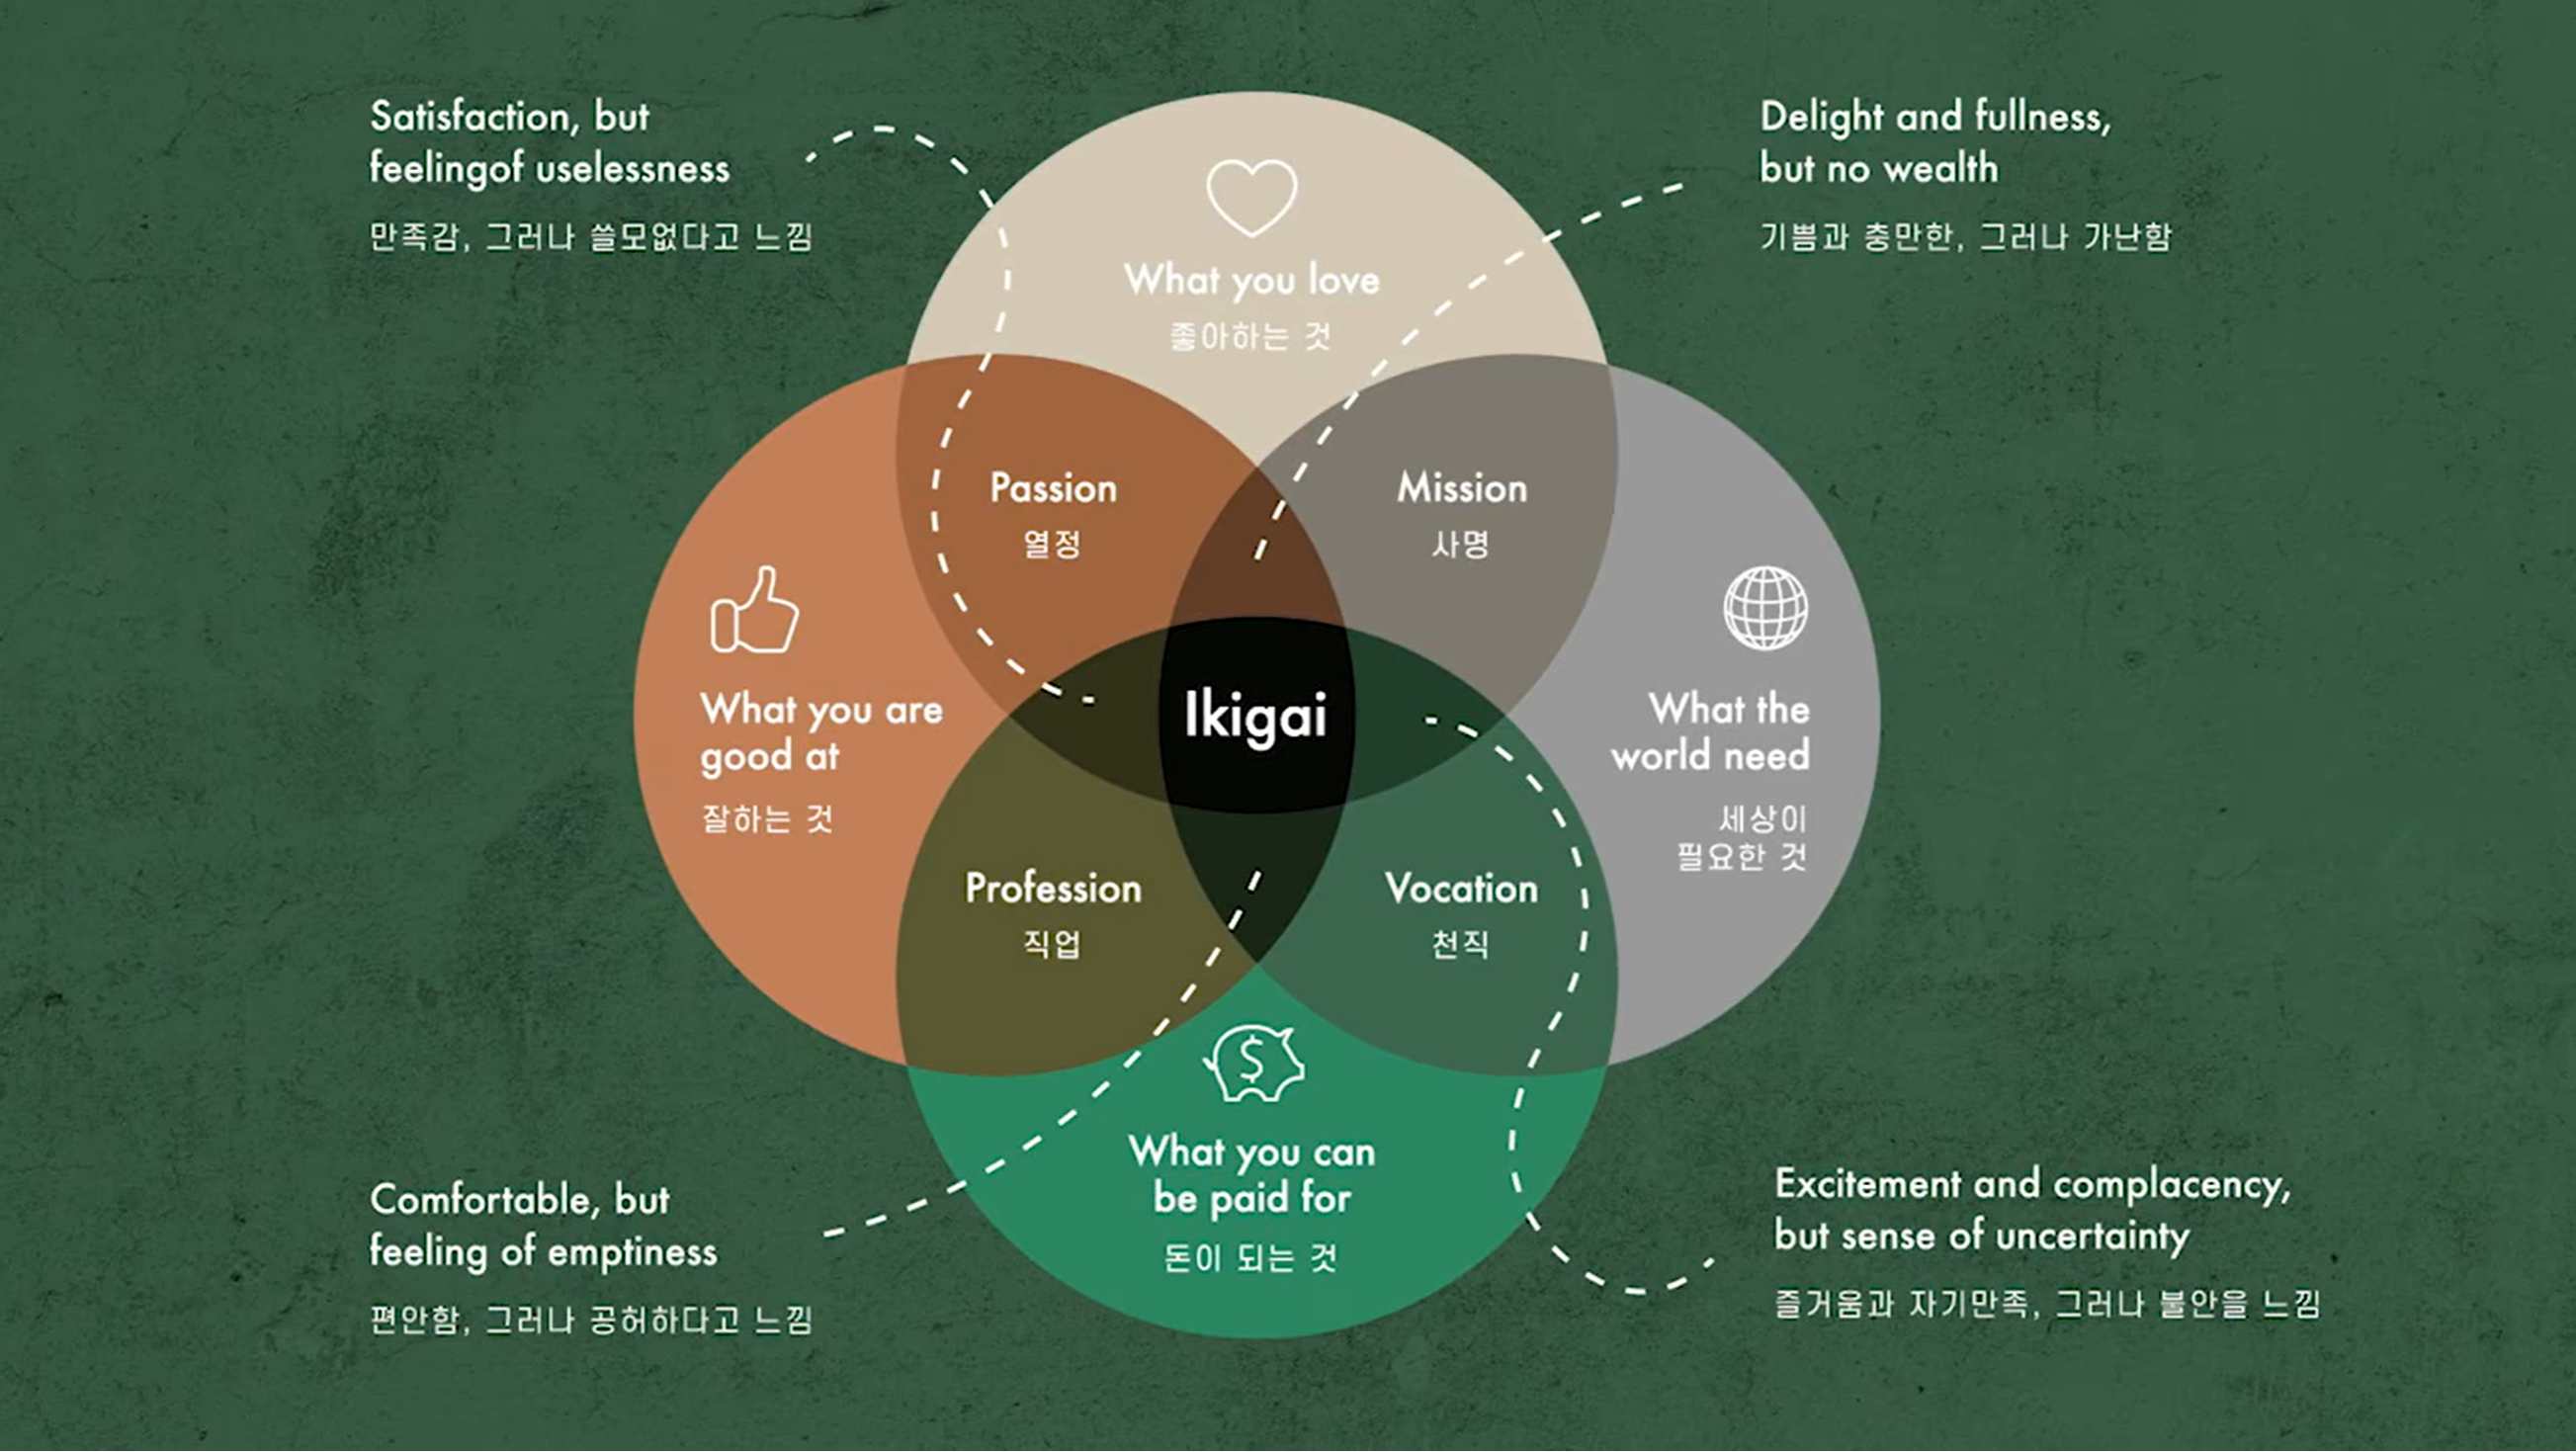 Satisfaction, but
feelingof uselessness
만족감, 그러나 쓸모없다고 느낌
Delight and fullness,
but no wealth
기쁨과 충만한, 그러나 가난함
What you love
좋아하는 것
Passion
열정
Mission
사명
What you are
good at
잘하는 것
Ikigai
What the
world need
세상이
필요한 것
Profession
직업
Vocation
천직
$
What you can
be paid for
돈이 되는 것
Comfortable, but
feeling of emptiness
편안함, 그러나 공허하다고 느낌
Excitement and complacency,
but sense of uncertainty
즐거움과 자기만족, 그러나 불안을 느낌